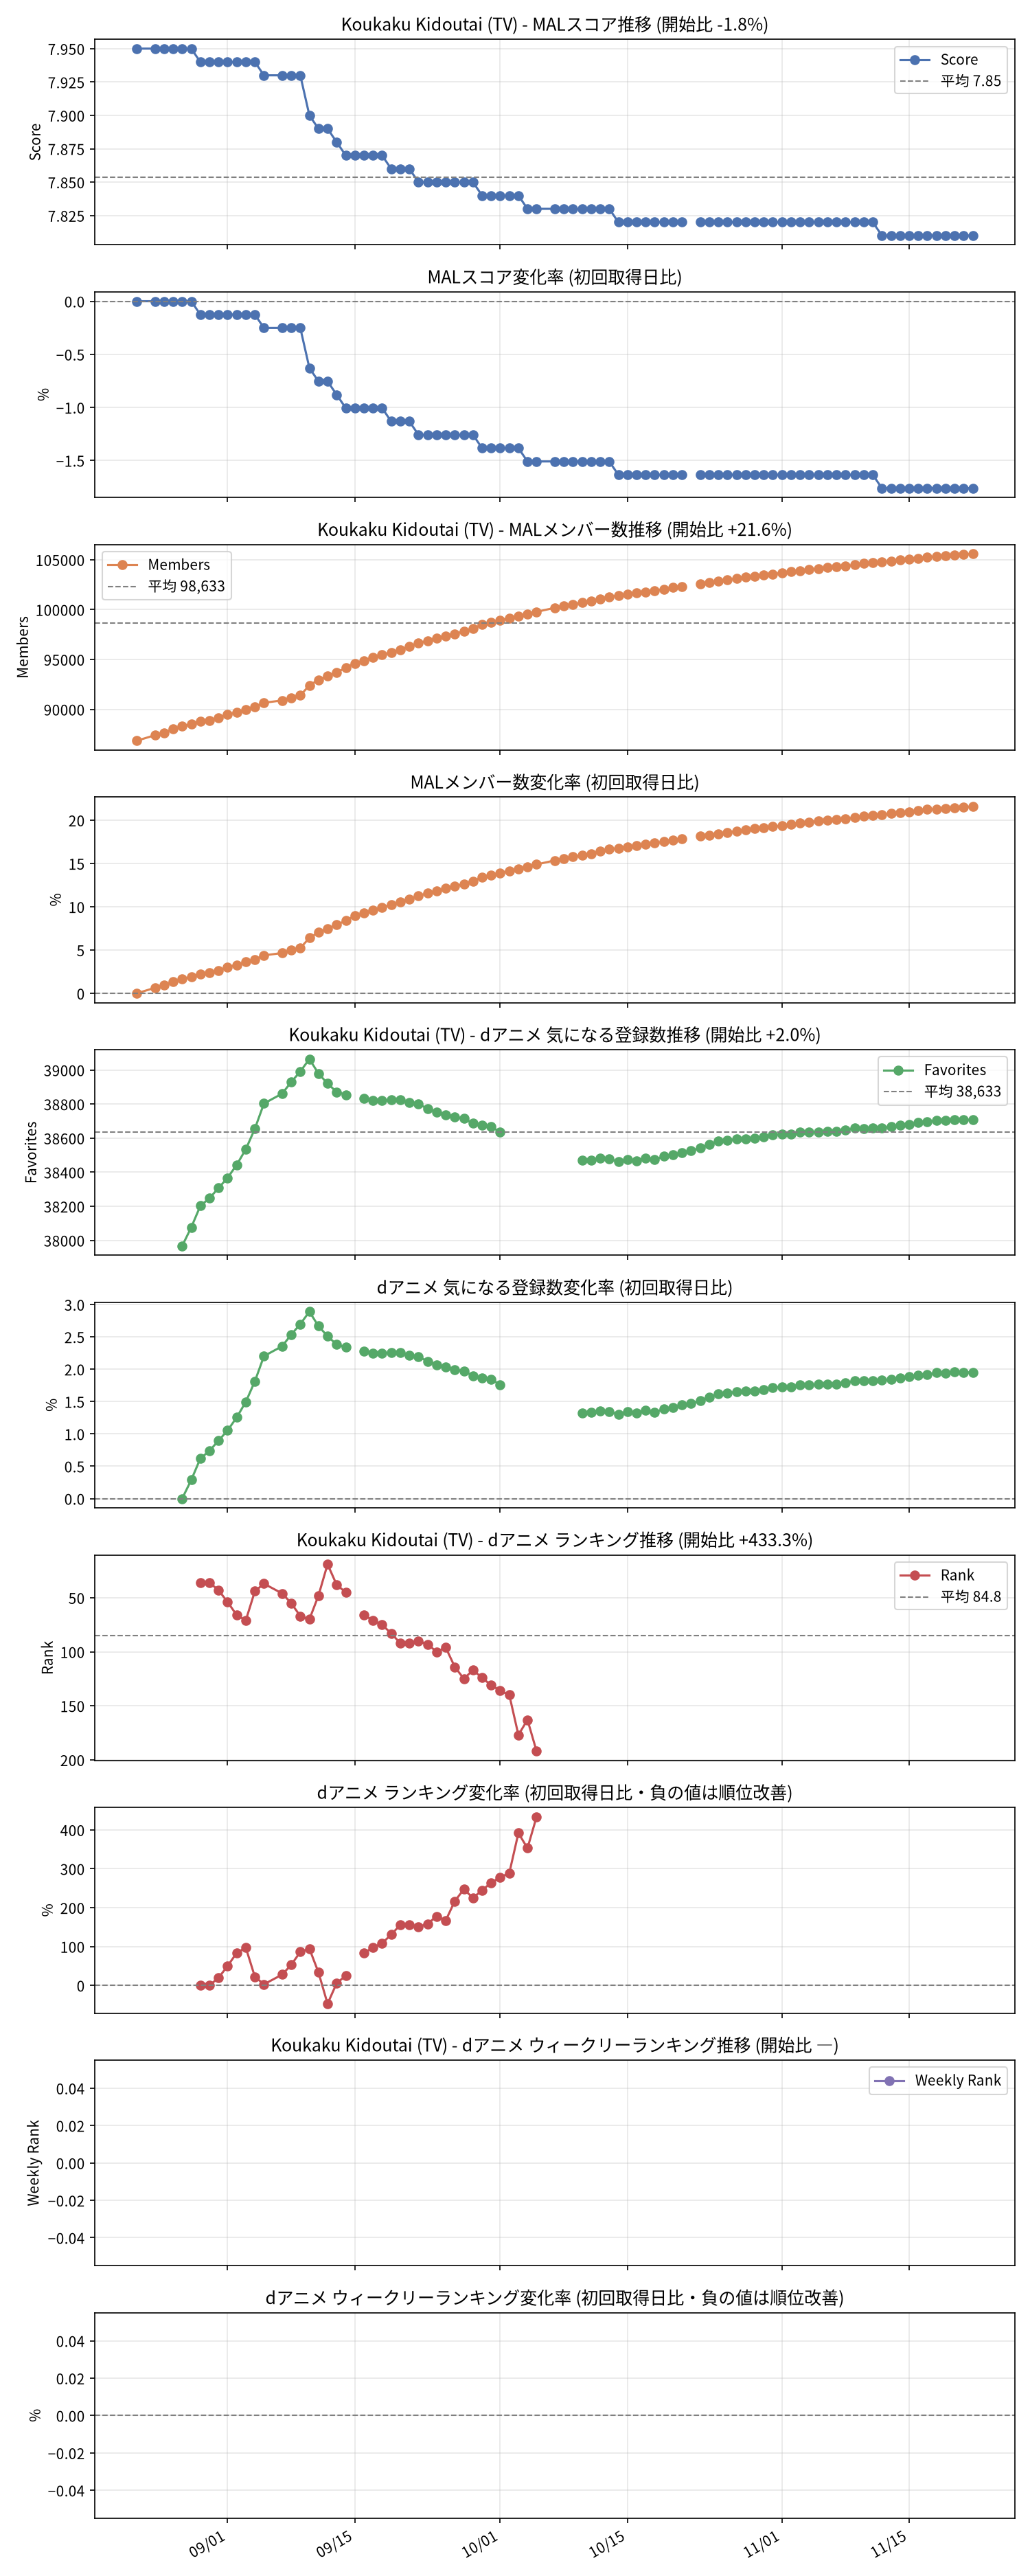 Koukaku Kidoutai (TV) - MALスコア推移 (開始比 -1.8%)
7.950
7.925
7.900
7.875
7.850
7.825
Score
Score
平均 7.85
MALスコア変化率 (初回取得日比)
0.0
−0.5
−1.0
−1.5
%
Koukaku Kidoutai (TV) - MALメンバー数推移 (開始比 +21.6%)
105000
100000
95000
90000
Members
Members
平均 98,633
MALメンバー数変化率 (初回取得日比)
20
15
10
5
0
%
Koukaku Kidoutai (TV) - dアニメ 気になる登録数推移 (開始比 +2.0%)
39000
38800
38600
38400
38200
38000
Favorites
Favorites
平均 38,633
dアニメ 気になる登録数変化率 (初回取得日比)
3.0
2.5
2.0
1.5
1.0
0.5
0.0
%
Koukaku Kidoutai (TV) - dアニメ ランキング推移 (開始比 +433.3%)
50
100
150
200
Rank
Rank
平均 84.8
dアニメ ランキング変化率 (初回取得日比・負の値は順位改善)
400
300
200
100
0
%
Koukaku Kidoutai (TV) - dアニメ ウィークリーランキング推移 (開始比 —)
0.04
0.02
0.00
−0.02
−0.04
Weekly Rank
Weekly Rank
dアニメ ウィークリーランキング変化率 (初回取得日比・負の値は順位改善)
0.04
0.02
0.00
−0.02
−0.04
%
09/01
09/15
10/01
10/15
11/01
11/15